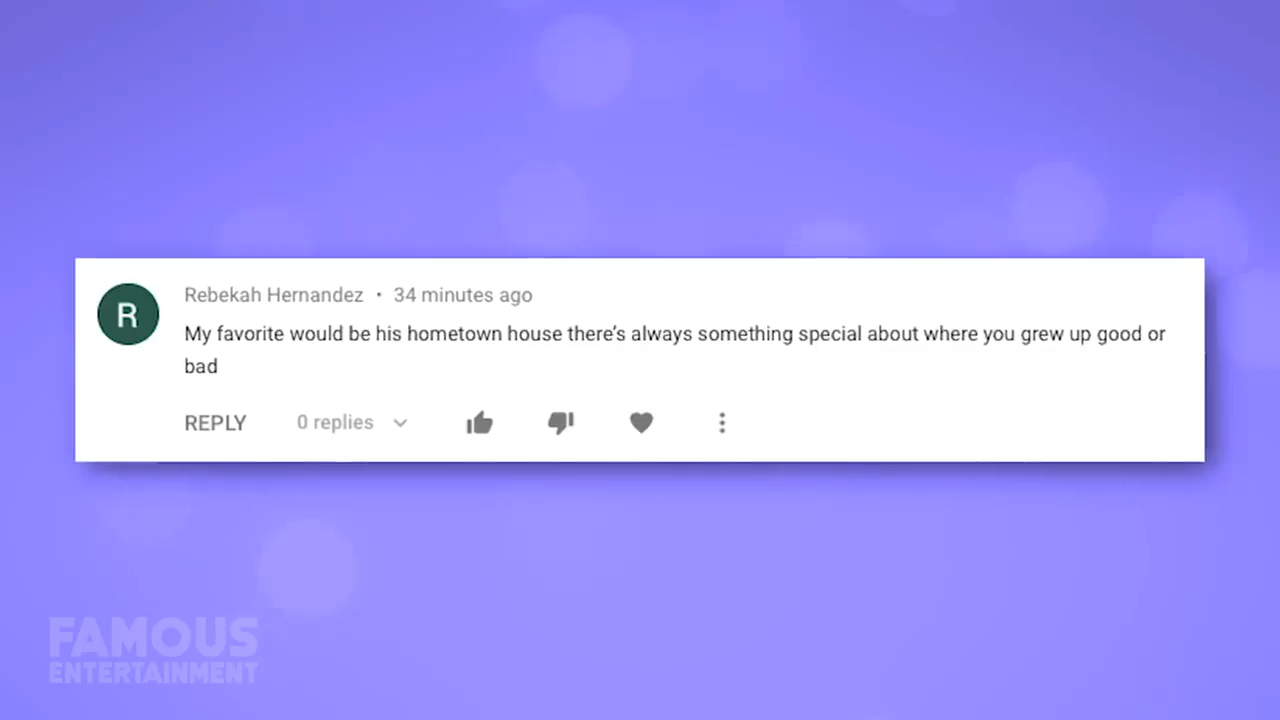 R
Rebekah Hernandez • 34 minutes ago
My favorite would be his hometown house there's always something special about where you grew up good or
bad
REPLY 0 replies
FAMOUS
ENTERTAINMENT